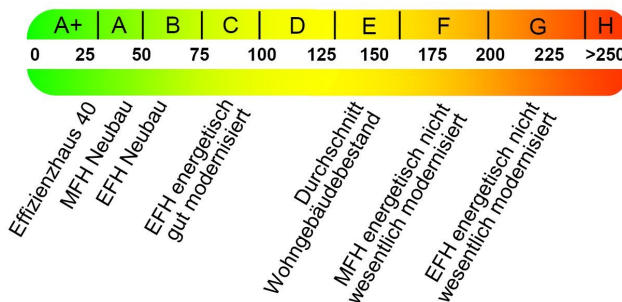 A+ A B C D E F G H
0 25 50 75 100 125 150 175 200 225 >250
Effizienzhaus 40
MFH Neubau
EFH Neubau
EFH energetisch
gut modernisiert
Durchschnitt
Wohngebäudebestand
MFH energetisch nicht
wesentlich modernisiert
EFH energetisch nicht
wesentlich modernisiert